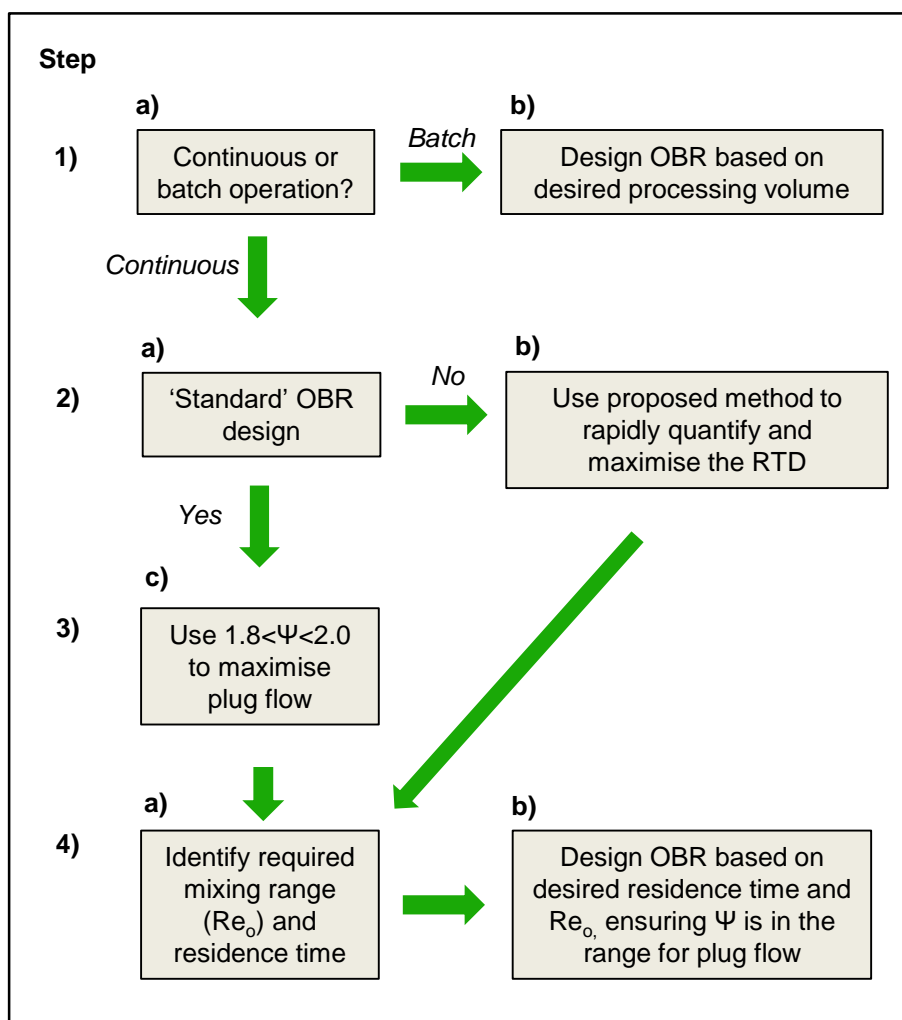 Step
a)
b)
1)
Continuous or
batch operation?
Batch
Design OBR based on
desired processing volume
Continuous
a)
b)
2)
‘Standard’ OBR
design
No
Use proposed method to
rapidly quantify and
maximise the RTD
Yes
c)
3)
Use 1.8<Ψ<2.0
to maximise
plug flow
a)
b)
4)
Identify required
mixing range
(Reo) and
residence time
Design OBR based on
desired residence time and
Reo, ensuring Ψ is in the
range for plug flow